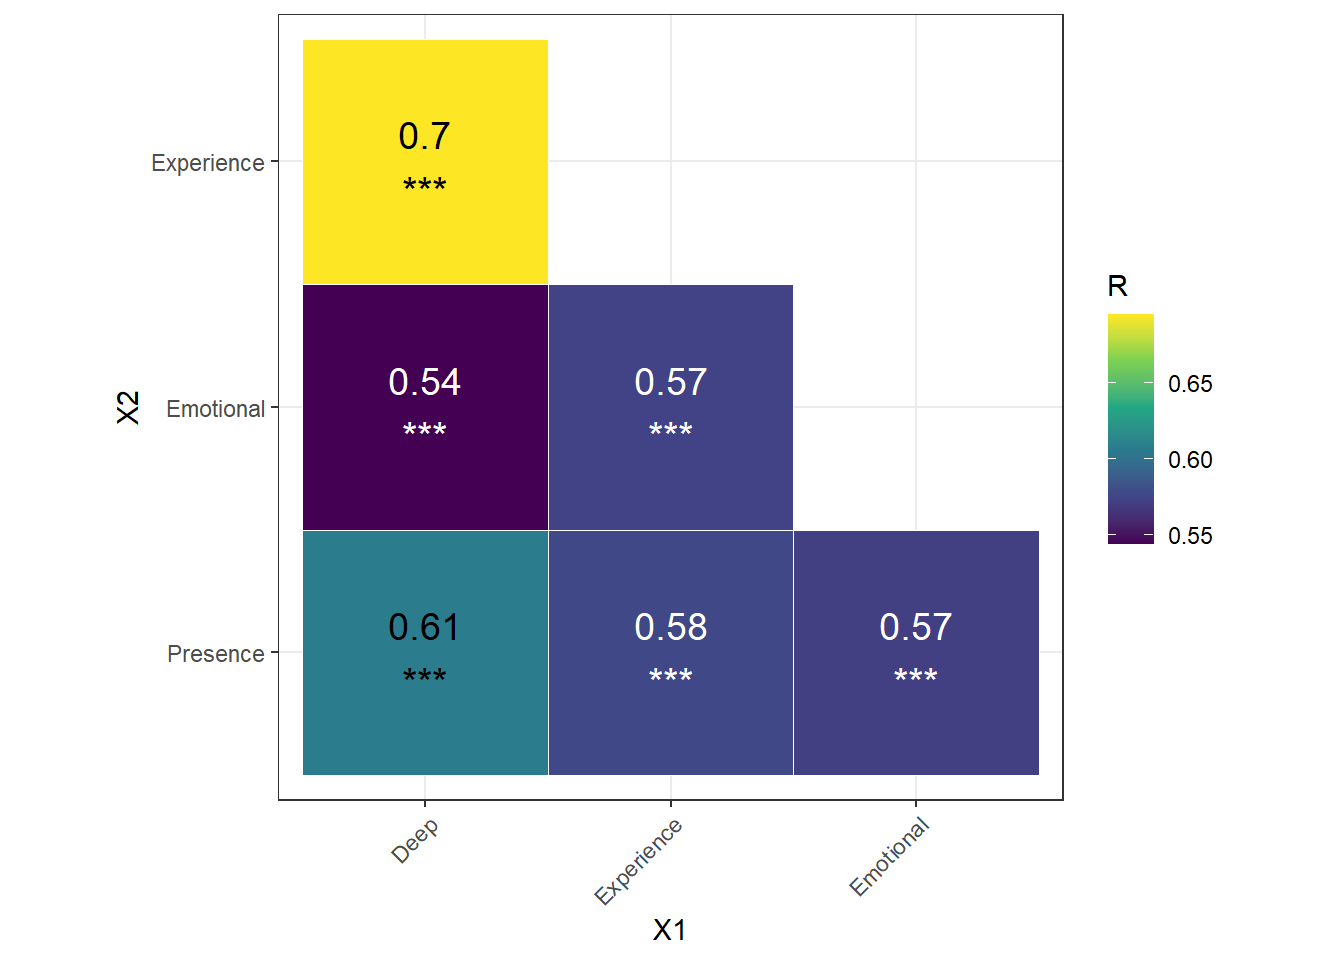 0.7
***
Experience
R
0.65
0.60
0.55
0.54
***
0.57
***
Emotional
X2
0.61
***
0.58
***
0.57
***
Presence
Deep
Experience
Emotional
X1